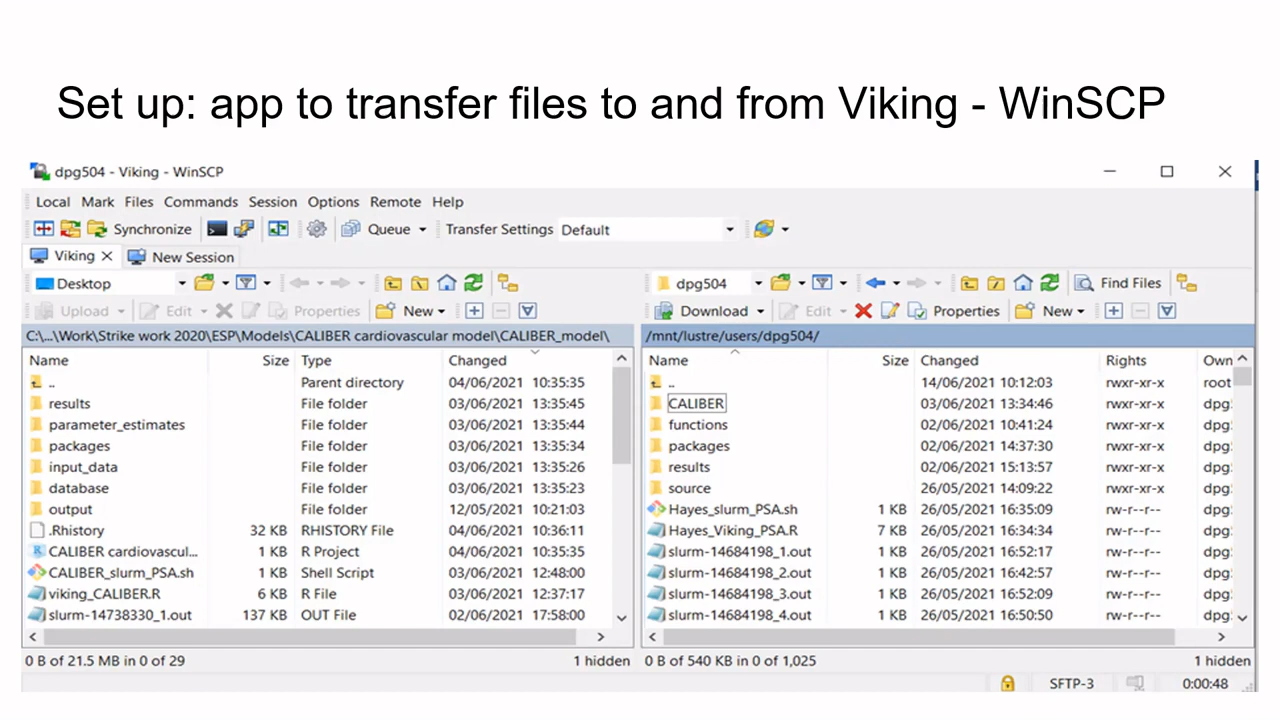 Set up: app to transfer files to and from Viking - WinSCP
dpg504 - Viking - WinSCP
Local Mark Files Commands Session Options Remote Help
Synchronize Queue Transfer Settings Default
Viking New Session
Desktop
Upload Edit Properties New
C:\...\Work\Strike work 2020\ESP\Models\CALIBER cardiovascular model\CALIBER_model\
Name Size Type Changed
.. Parent directory 04/06/2021 10:35:35
results File folder 03/06/2021 13:35:45
parameter_estimates File folder 03/06/2021 13:35:44
packages File folder 03/06/2021 13:35:34
input_data File folder 03/06/2021 13:35:26
database File folder 03/06/2021 13:35:23
output File folder 12/05/2021 10:21:03
.Rhistory 32 KB RHISTORY File 04/06/2021 10:36:11
CALIBER cardiovascul... 1 KB R Project 04/06/2021 10:35:35
CALIBER_slurm_PSA.sh 1 KB Shell Script 03/06/2021 12:48:00
viking_CALIBER.R 6 KB R File 03/06/2021 12:37:17
slurm-14738330_1.out 137 KB OUT File 02/06/2021 17:58:00
0 B of 21.5 MB in 0 of 29 1 hidden
dpg504 Find Files
Download Edit Properties New
/mnt/lustre/users/dpg504/
Name Size Changed Rights Own
.. 14/06/2021 10:12:03 rwxr-xr-x root
CALIBER 03/06/2021 13:34:46 rwxr-xr-x dpg
functions 02/06/2021 10:41:24 rwxr-xr-x dpg
packages 02/06/2021 14:37:30 rwxr-xr-x dpg
results 02/06/2021 15:13:57 rwxr-xr-x dpg
source 26/05/2021 14:09:22 rwxr-xr-x dpg
Hayes_slurm_PSA.sh 1 KB 26/05/2021 16:35:09 rw-r--r-- dpg
Hayes_Viking_PSA.R 7 KB 26/05/2021 16:34:34 rw-r--r-- dpg
slurm-14684198_1.out 1 KB 26/05/2021 16:52:17 rw-r--r-- dpg
slurm-14684198_2.out 1 KB 26/05/2021 16:42:57 rw-r--r-- dpg
slurm-14684198_3.out 1 KB 26/05/2021 16:52:09 rw-r--r-- dpg
slurm-14684198_4.out 1 KB 26/05/2021 16:50:50 rw-r--r-- dpg
0 B of 540 KB in 0 of 1,025 1 hidden
SFTP-3 0:00:48